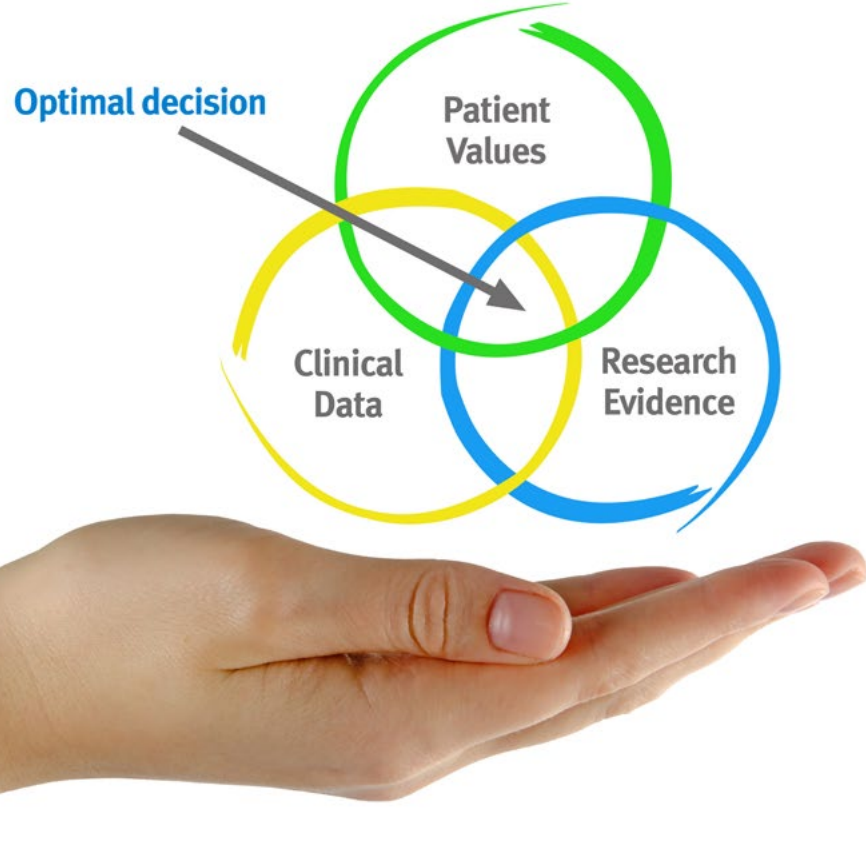 Optimal decision
Patient
Values
Clinical
Data
Research
Evidence